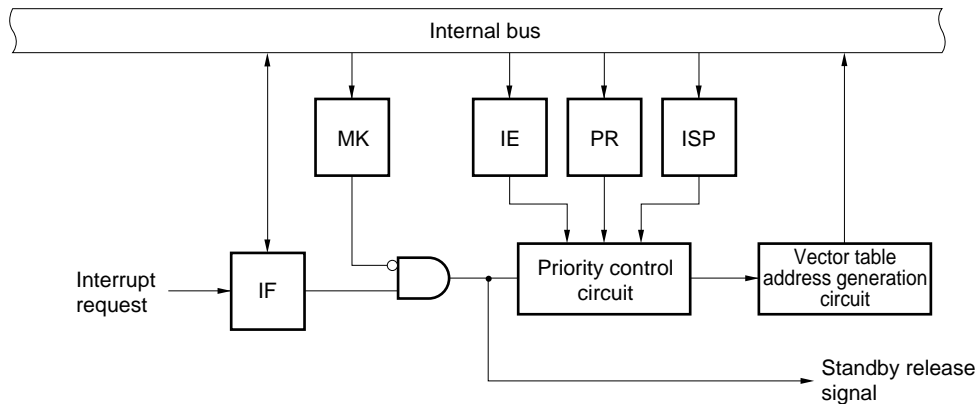 Internal bus
MK
IE
PR
ISP
Interrupt
request
IF
Priority control
circuit
Vector table
address generation
circuit
Standby release
signal